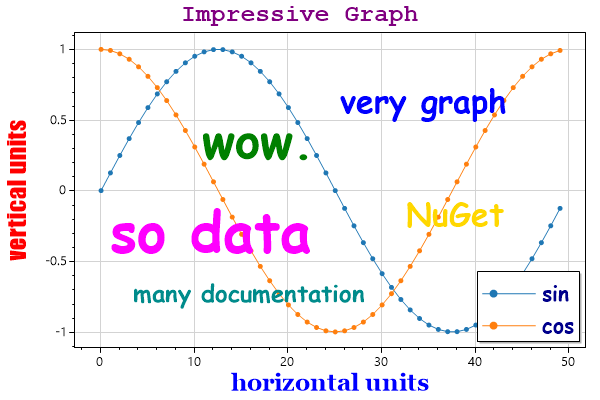 Impressive Graph
vertical units
1
0.5
0
-0.5
-1
very graph
wow.
NuGet
so data
many documentation
sin
cos
0
10
20
30
40
50
horizontal units